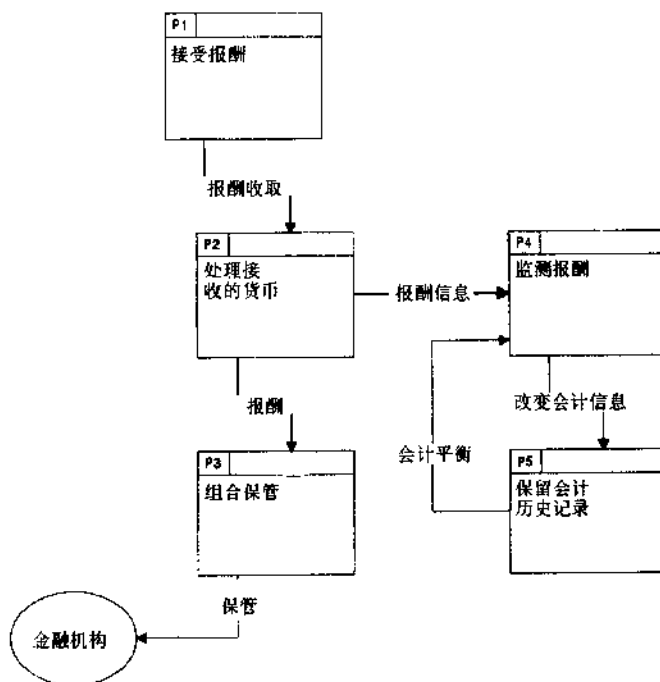 P1
接受报酬
报酬收取
P2
处理接
收的货币
报酬信息
P4
监测报酬
报酬
改变会计信息
会计平衡
P3
组合保管
P5
保留会计
历史记录
保管
金融机构